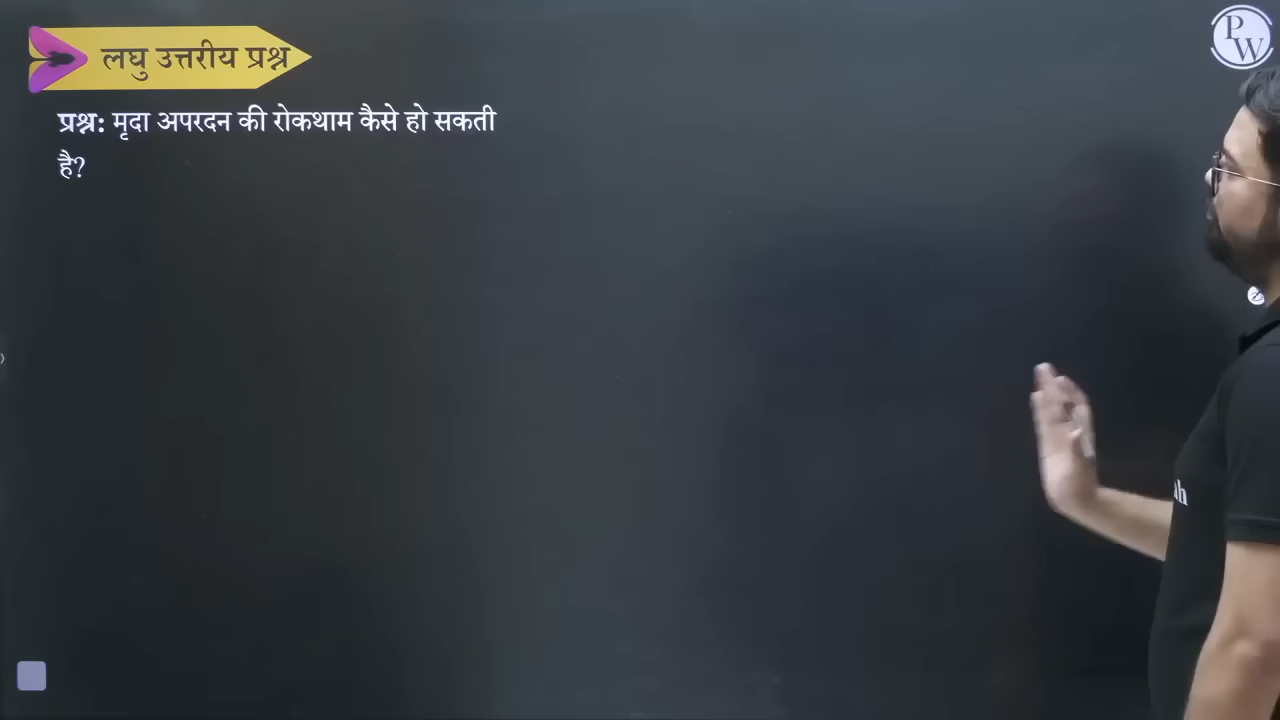 लघु उत्तरीय प्रश्न
PW
प्रश्न: मृदा अपरदन की रोकथाम कैसे हो सकती
है?